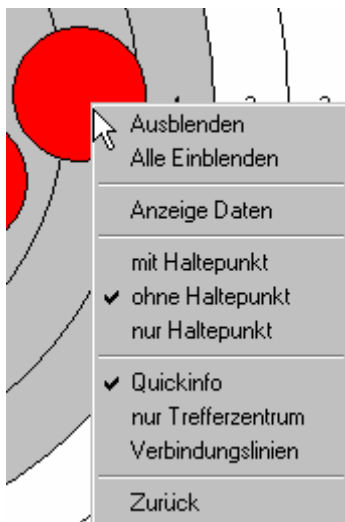 Ausblenden
Alle Einblenden
Anzeige Daten
mit Haltepunkt
ohne Haltepunkt
nur Haltepunkt
Quickinfo
nur Trefferzentrum
Verbindungslinien
Zurück